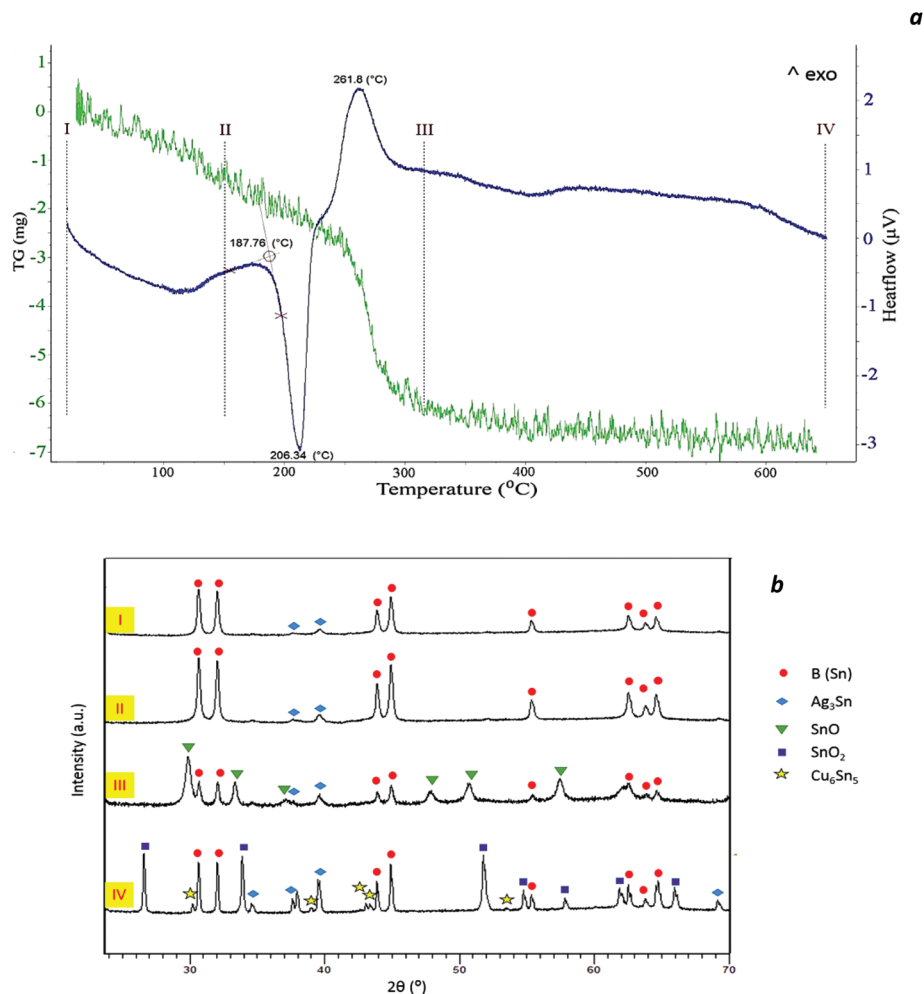 a
^ exo
261.8 (°C)
I
II
III
IV
187.76 (°C)
206.34 (°C)
1
0
-1
-2
-3
-4
-5
-6
-7
TG (mg)
2
1
0
-1
-2
-3
Heatflow (µV)
100 200 300 400 500 600
Temperature (°C)
b
I
II
III
IV
Intensity (a.u.)
B (Sn)
Ag₃Sn
SnO
SnO₂
Cu₆Sn₅
30 40 50 60 70
2θ (°)